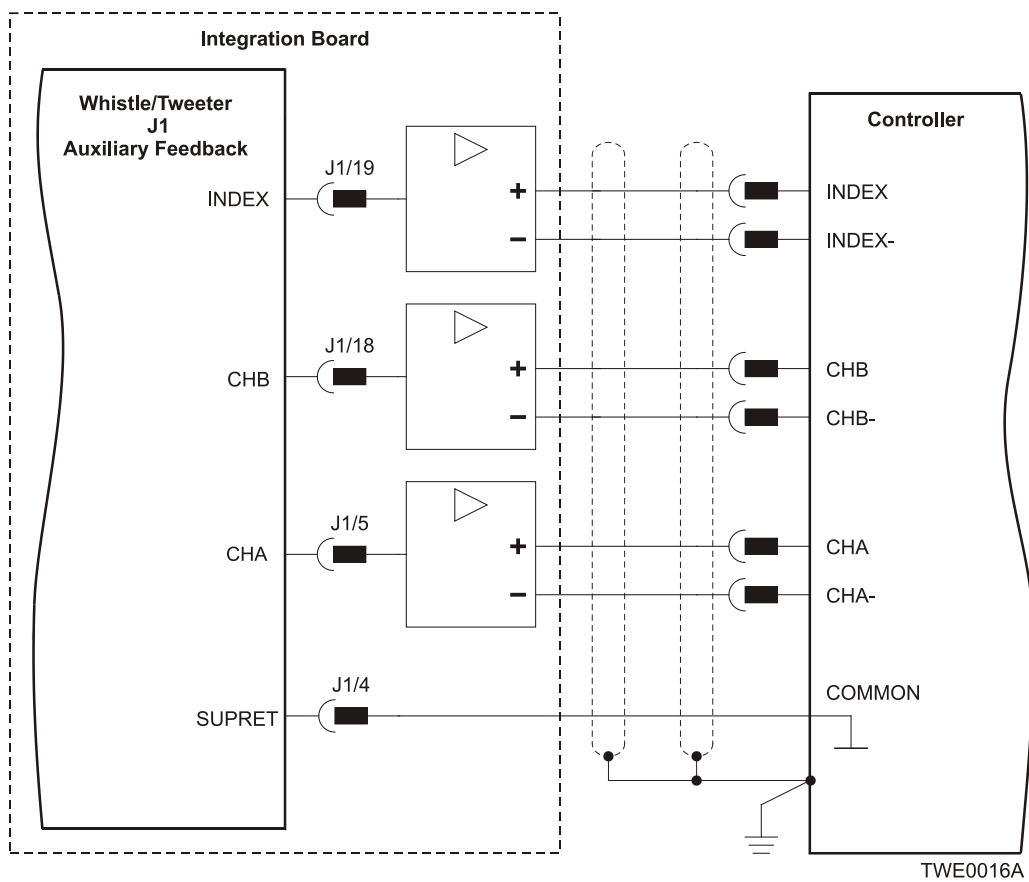 Integration Board
Whistle/Tweeter
J1
Auxiliary Feedback
Controller
J1/19
INDEX
+
INDEX
−
INDEX-
J1/18
CHB
+
CHB
−
CHB-
J1/5
CHA
+
CHA
−
CHA-
J1/4
SUPRET
COMMON
TWE0016A